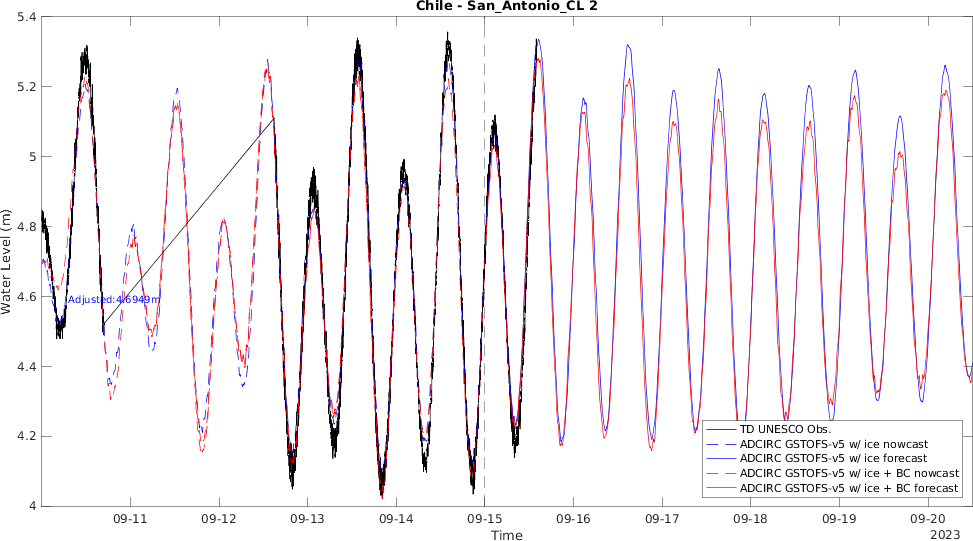 Chile - San_Antonio_CL 2
5.4
5.2
5
4.8
4.6
4.4
4.2
4
Water Level (m)
Adjusted:4.6949m
TD UNESCO Obs.
ADCIRC GSTOFS-v5 w/ ice nowcast
ADCIRC GSTOFS-v5 w/ ice forecast
ADCIRC GSTOFS-v5 w/ ice + BC nowcast
ADCIRC GSTOFS-v5 w/ ice + BC forecast
09-11 09-12 09-13 09-14 09-15 09-16 09-17 09-18 09-19 09-20
2023
Time